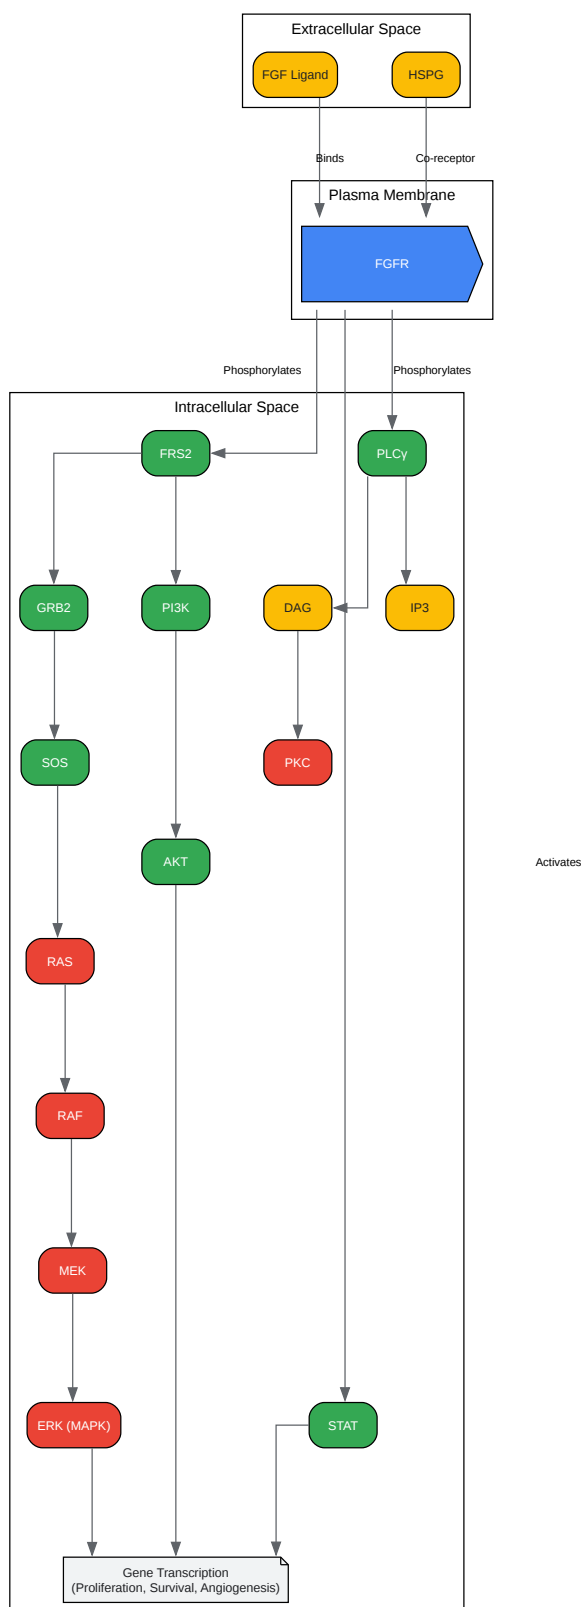 Extracellular Space
FGF Ligand
HSPG
Binds
Co-receptor
Plasma Membrane
FGFR
Phosphorylates
Phosphorylates
Intracellular Space
FRS2
PLCγ
GRB2
PI3K
DAG
IP3
SOS
PKC
AKT
Activates
RAS
RAF
MEK
ERK (MAPK)
STAT
Gene Transcription
(Proliferation, Survival, Angiogenesis)